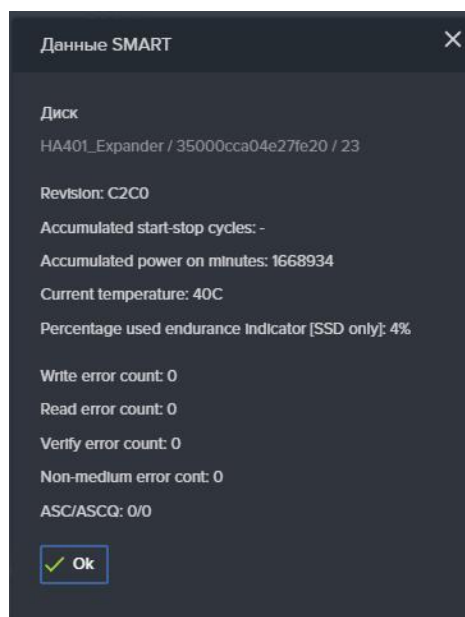 Данные SMART
Диск
HA401_Expander / 35000cca04e27fe20 / 23
Revision: C2C0
Accumulated start-stop cycles: -
Accumulated power on minutes: 1668934
Current temperature: 40C
Percentage used endurance indicator [SSD only]: 4%
Write error count: 0
Read error count: 0
Verify error count: 0
Non-medium error cont: 0
ASC/ASCQ: 0/0
Ok